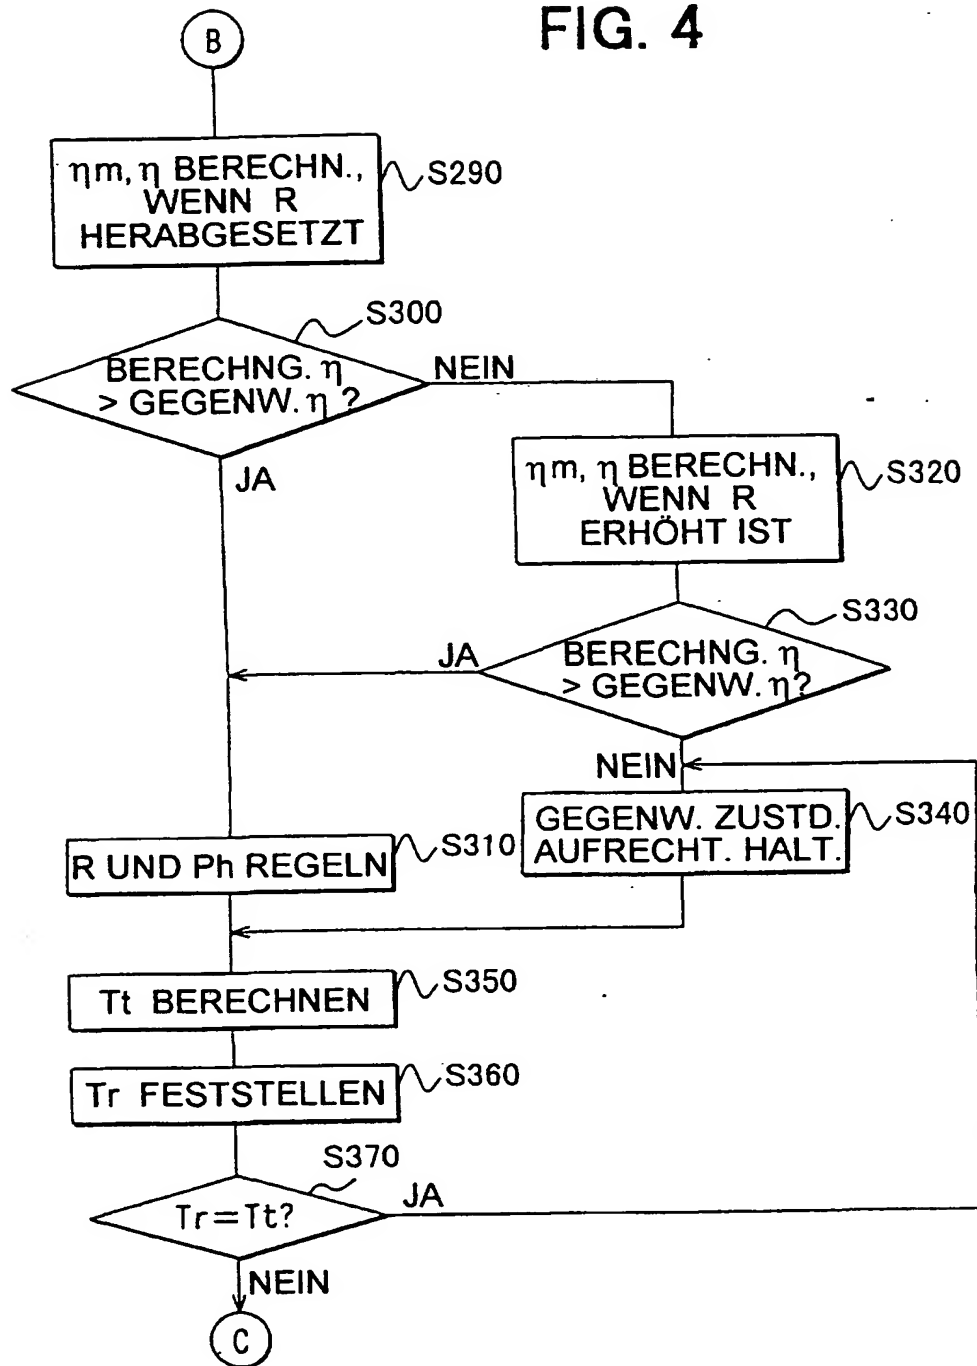 FIG. 4
B
ηm, η BERECHN.,
WENN R
HERABGESETZT
S290
S300
BERECHNG. η
> GEGENW. η ?
NEIN
JA
ηm, η BERECHN.,
WENN R
ERHÖHT IST
S320
S330
BERECHNG. η
> GEGENW. η?
JA
NEIN
GEGENW. ZUSTD.
AUFRECHT. HALT.
S340
R UND Ph REGELN
S310
Tt BERECHNEN
S350
Tr FESTSTELLEN
S360
S370
Tr=Tt?
JA
NEIN
C